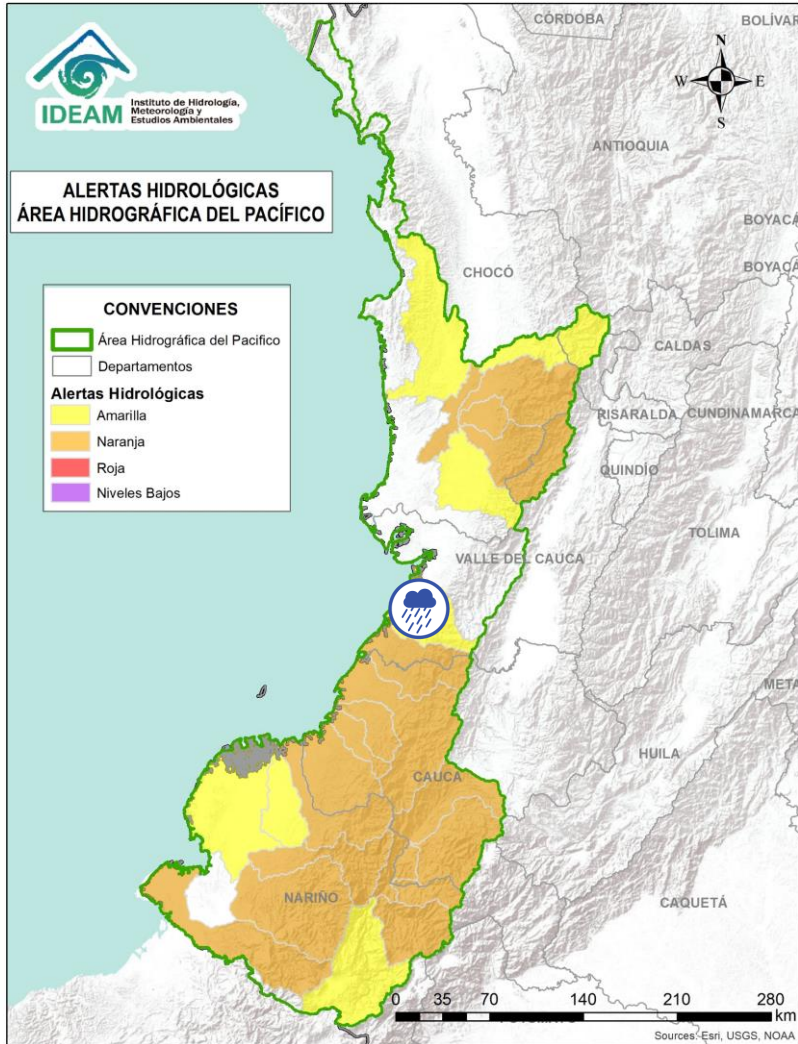 IDEAM
Instituto de Hidrología,
Meteorología y
Estudios Ambientales
ALERTAS HIDROLÓGICAS
ÁREA HIDROGRÁFICA DEL PACÍFICO
CONVENCIONES
Área Hidrográfica del Pacifico
Departamentos
Alertas Hidrológicas
Amarilla
Naranja
Roja
Niveles Bajos
N
W E
S
CÓRDOBA
BOLÍVAR
ANTIOQUIA
BOYACÁ
BOYACÁ
CHOCÓ
CALDAS
RISARALDA
CUNDINAMARCA
QUINDÍO
TOLIMA
VALLE DEL CAUCA
META
HUILA
CAUCA
NARIÑO
CAQUETÁ
0 35 70 140 210 280
km
Sources: Esri, USGS, NOAA